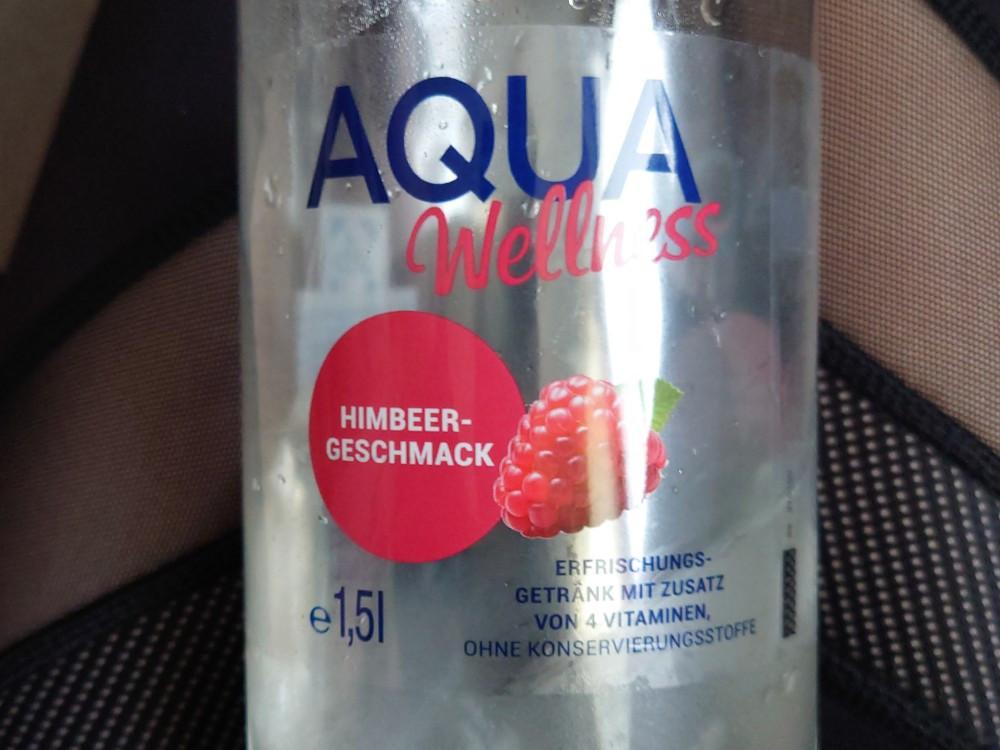 AQUA
Wellness
HIMBEER-
GESCHMACK
ERFRISCHUNGS-
GETRÄNK MIT ZUSATZ
VON 4 VITAMINEN,
OHNE KONSERVIERUNGSSTOFFE
e1,5l